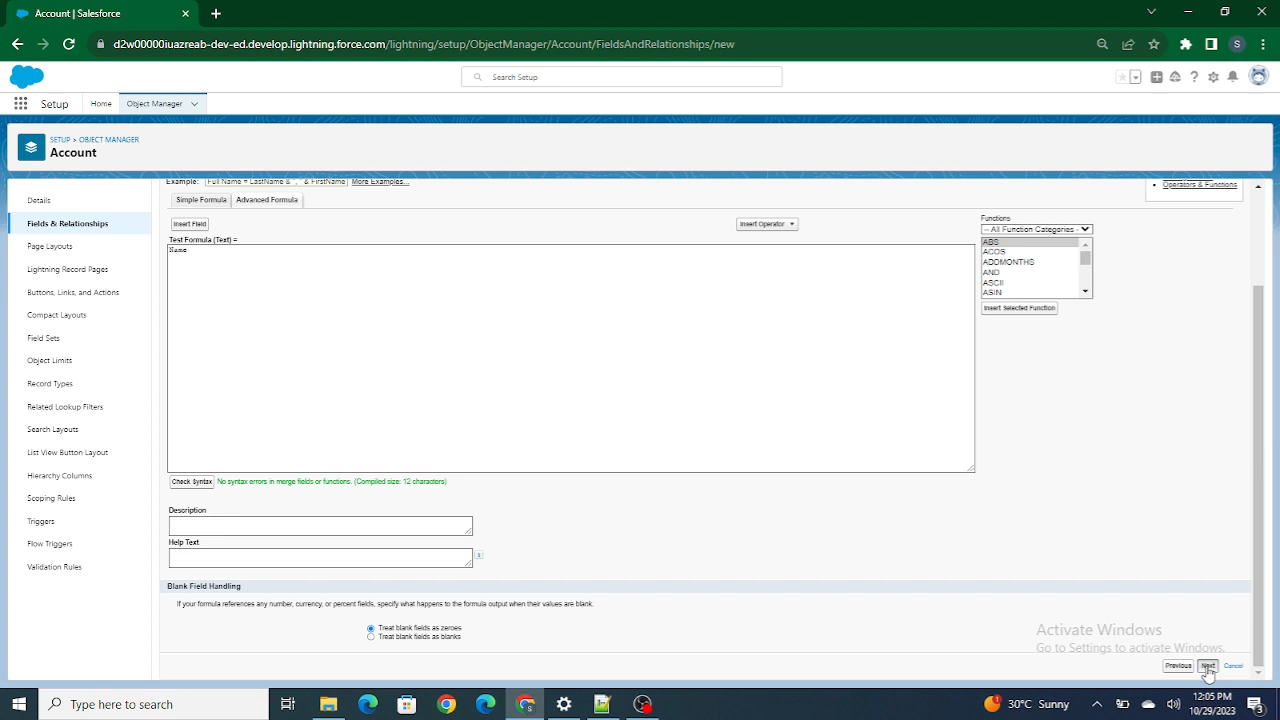 Account | Salesforce
d2w00000iuazreab-dev-ed.develop.lightning.force.com/lightning/setup/ObjectManager/Account/FieldsAndRelationships/new
S
Search Setup
Setup
Home
Object Manager
SETUP > OBJECT MANAGER
Account
Details
Fields & Relationships
Page Layouts
Lightning Record Pages
Buttons, Links, and Actions
Compact Layouts
Field Sets
Object Limits
Record Types
Related Lookup Filters
Search Layouts
List View Button Layout
Hierarchy Columns
Scoping Rules
Triggers
Flow Triggers
Validation Rules
Example: Full Name = LastName & ", " & FirstName More Examples...
Operators & Functions
Simple Formula Advanced Formula
Insert Field
Insert Operator
Functions
-- All Function Categories -
Test Formula (Text) =
Name
ABS
ACOS
ADDMONTHS
AND
ASCII
ASIN
Insert Selected Function
Check Syntax No syntax errors in merge fields or functions. (Compiled size: 12 characters)
Description
Help Text
i
Blank Field Handling
If your formula references any number, currency, or percent fields, specify what happens to the formula output when their values are blank.
Treat blank fields as zeroes
Treat blank fields as blanks
Activate Windows
Go to Settings to activate Windows.
Previous Next Cancel
Type here to search
30°C Sunny
12:05 PM
10/29/2023
3